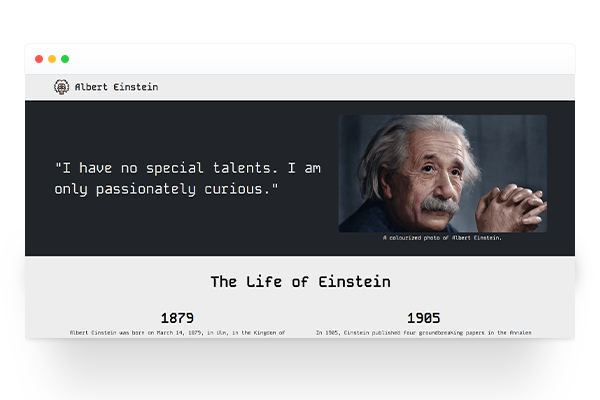 Albert Einstein
"I have no special talents. I am
only passionately curious."
A colourized photo of Albert Einstein.
The Life of Einstein
1879
1905
Albert Einstein was born on March 14, 1879, in Ulm, in the Kingdom of
In 1905, Einstein published four groundbreaking papers in the Annalen